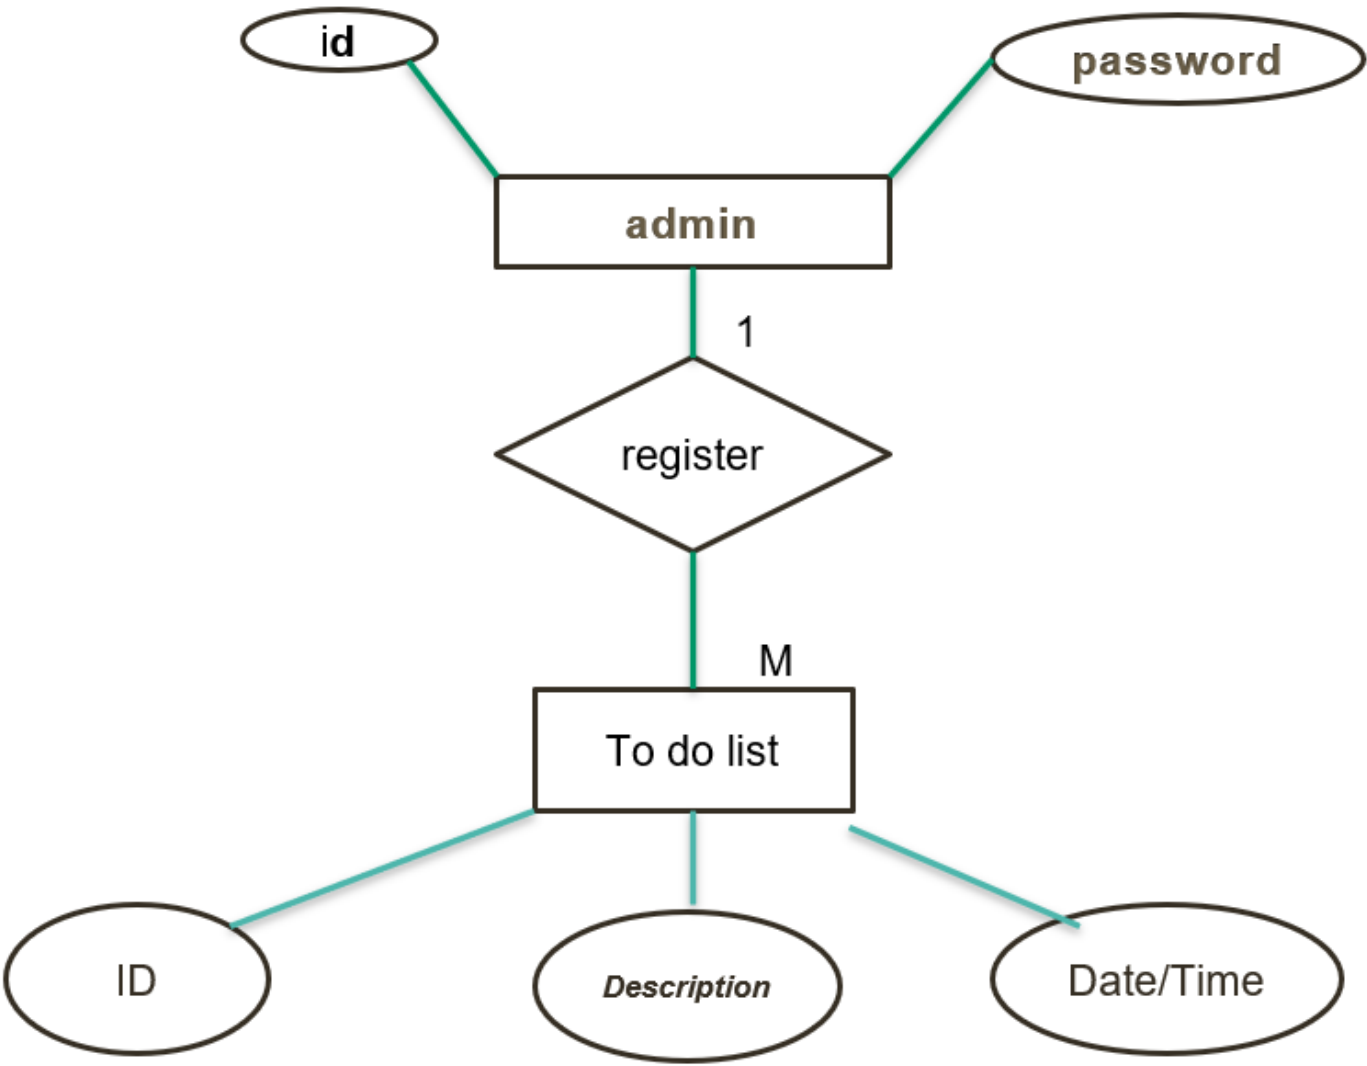 id
password
admin
1
register
M
To do list
ID
Description
Date/Time